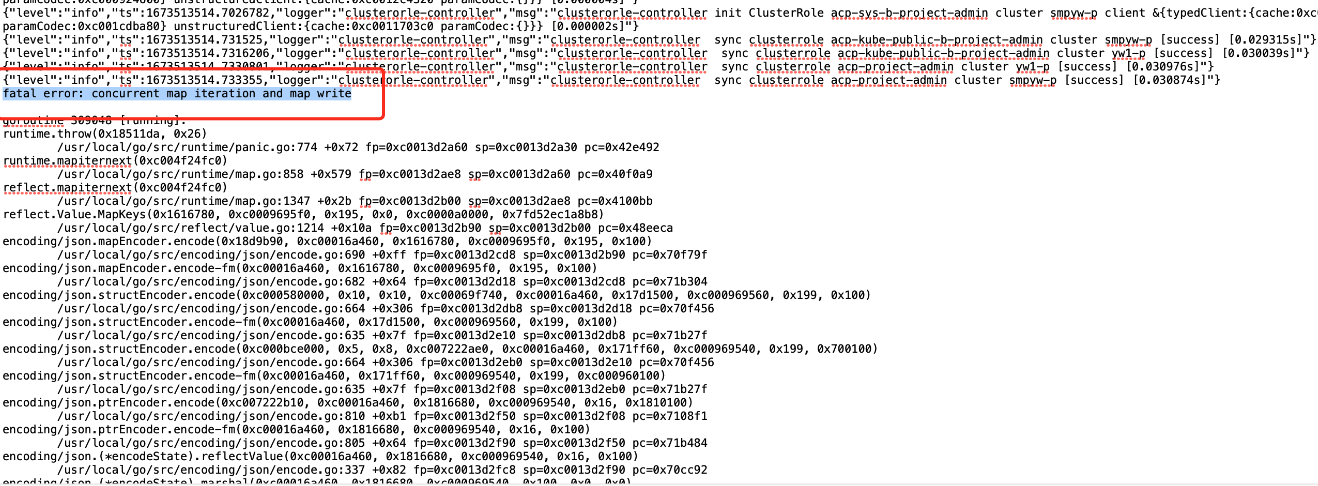 {"level":"info","ts":1673513514.7026782,"logger":"clusterorle-controller","msg":"clusterorle-controller init ClusterRole acp-sys-b-project-admin cluster smpyw-p client &{typedClient:{cache:0xc0
paramCodec:0xc001cdba80} unstructuredClient:{cache:0xc0011703c0 paramCodec:{}}} [0.000002s]"}
{"level":"info","ts":1673513514.731525,"logger":"clusterorle-controller","msg":"clusterorle-controller  sync clusterrole acp-kube-public-b-project-admin cluster smpyw-p [success] [0.029315s]"}
{"level":"info","ts":1673513514.7316206,"logger":"clusterorle-controller","msg":"clusterorle-controller  sync clusterrole acp-kube-public-b-project-admin cluster  yw1-p [success] [0.030039s]"}
{"level":"info","ts":1673513514.7330801,"logger":"clusterorle-controller","msg":"clusterorle-controller  sync clusterrole acp-project-admin cluster  yw1-p [success] [0.030976s]"}
{"level":"info","ts":1673513514.733355,"logger":"clusterorle-controller","msg":"clusterorle-controller  sync clusterrole acp-project-admin cluster smpyw-p [success] [0.030874s]"}
fatal error: concurrent map iteration and map write
goroutine 309048 [running]:
runtime.throw(0x18511da, 0x26)
/usr/local/go/src/runtime/panic.go:774 +0x72 fp=0xc0013d2a60 sp=0xc0013d2a30 pc=0x42e492
runtime.mapiternext(0xc004f24fc0)
/usr/local/go/src/runtime/map.go:858 +0x579 fp=0xc0013d2ae8 sp=0xc0013d2a60 pc=0x40f0a9
reflect.mapiternext(0xc004f24fc0)
/usr/local/go/src/runtime/map.go:1347 +0x2b fp=0xc0013d2b00 sp=0xc0013d2ae8 pc=0x4100bb
reflect.Value.MapKeys(0x1616780, 0xc0009695f0, 0x195, 0x0, 0xc0000a0000, 0x7fd52ec1a8b8)
/usr/local/go/src/reflect/value.go:1214 +0x10a fp=0xc0013d2b90 sp=0xc0013d2b00 pc=0x48eeca
encoding/json.mapEncoder.encode(0x18d9b90, 0xc00016a460, 0x1616780, 0xc0009695f0, 0x195, 0x100)
/usr/local/go/src/encoding/json/encode.go:690 +0xff fp=0xc0013d2cd8 sp=0xc0013d2b90 pc=0x70f79f
encoding/json.mapEncoder.encode-fm(0xc00016a460, 0x1616780, 0xc0009695f0, 0x195, 0x100)
/usr/local/go/src/encoding/json/encode.go:682 +0x64 fp=0xc0013d2d18 sp=0xc0013d2cd8 pc=0x71b304
encoding/json.structEncoder.encode(0xc000580000, 0x10, 0x10, 0xc00069f740, 0xc00016a460, 0x17d1500, 0xc000969560, 0x199, 0x100)
/usr/local/go/src/encoding/json/encode.go:664 +0x306 fp=0xc0013d2db8 sp=0xc0013d2d18 pc=0x70f456
encoding/json.structEncoder.encode-fm(0xc00016a460, 0x17d1500, 0xc000969560, 0x199, 0x100)
/usr/local/go/src/encoding/json/encode.go:635 +0x7f fp=0xc0013d2e10 sp=0xc0013d2db8 pc=0x71b27f
encoding/json.structEncoder.encode(0xc000bce000, 0x5, 0x8, 0xc007222ae0, 0xc00016a460, 0x171ff60, 0xc000969540, 0x199, 0x700100)
/usr/local/go/src/encoding/json/encode.go:664 +0x306 fp=0xc0013d2eb0 sp=0xc0013d2e10 pc=0x70f456
encoding/json.structEncoder.encode-fm(0xc00016a460, 0x171ff60, 0xc000969540, 0x199, 0xc000960100)
/usr/local/go/src/encoding/json/encode.go:635 +0x7f fp=0xc0013d2f08 sp=0xc0013d2eb0 pc=0x71b27f
encoding/json.ptrEncoder.encode(0xc007222b10, 0xc00016a460, 0x1816680, 0xc000969540, 0x16, 0x1810100)
/usr/local/go/src/encoding/json/encode.go:810 +0xb1 fp=0xc0013d2f50 sp=0xc0013d2f08 pc=0x7108f1
encoding/json.ptrEncoder.encode-fm(0xc00016a460, 0x1816680, 0xc000969540, 0x16, 0x100)
/usr/local/go/src/encoding/json/encode.go:805 +0x64 fp=0xc0013d2f90 sp=0xc0013d2f50 pc=0x71b484
encoding/json.(*encodeState).reflectValue(0xc00016a460, 0x1816680, 0xc000969540, 0x16, 0x100)
/usr/local/go/src/encoding/json/encode.go:337 +0x82 fp=0xc0013d2fc8 sp=0xc0013d2f90 pc=0x70cc92
encoding/json.(*encodeState).marshal(0xc00016a460, 0x1816680, 0xc000969540, 0x16, 0x100, 0x0, 0x0)